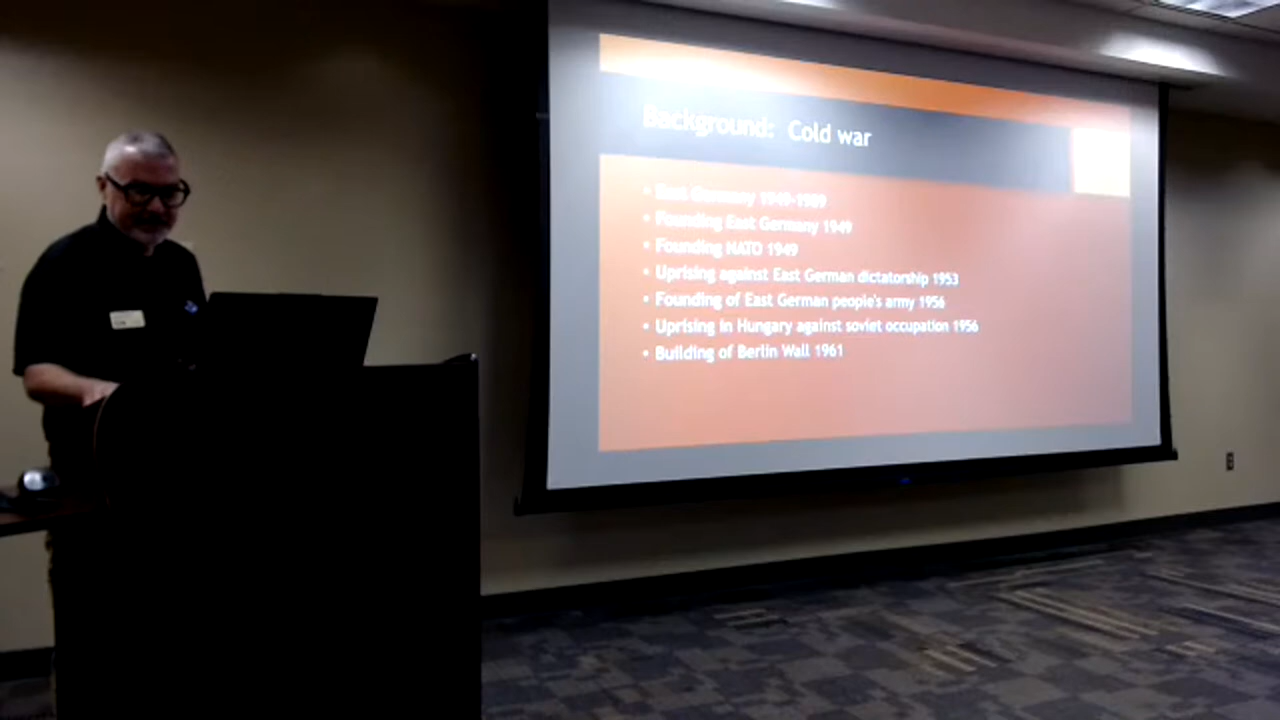 Background: Cold war
• East Germany 1949-1989
• Founding East Germany 1949
• Founding NATO 1949
• Uprising against East German dictatorship 1953
• Founding of East German people's army 1956
• Uprising in Hungary against soviet occupation 1956
• Building of Berlin Wall 1961